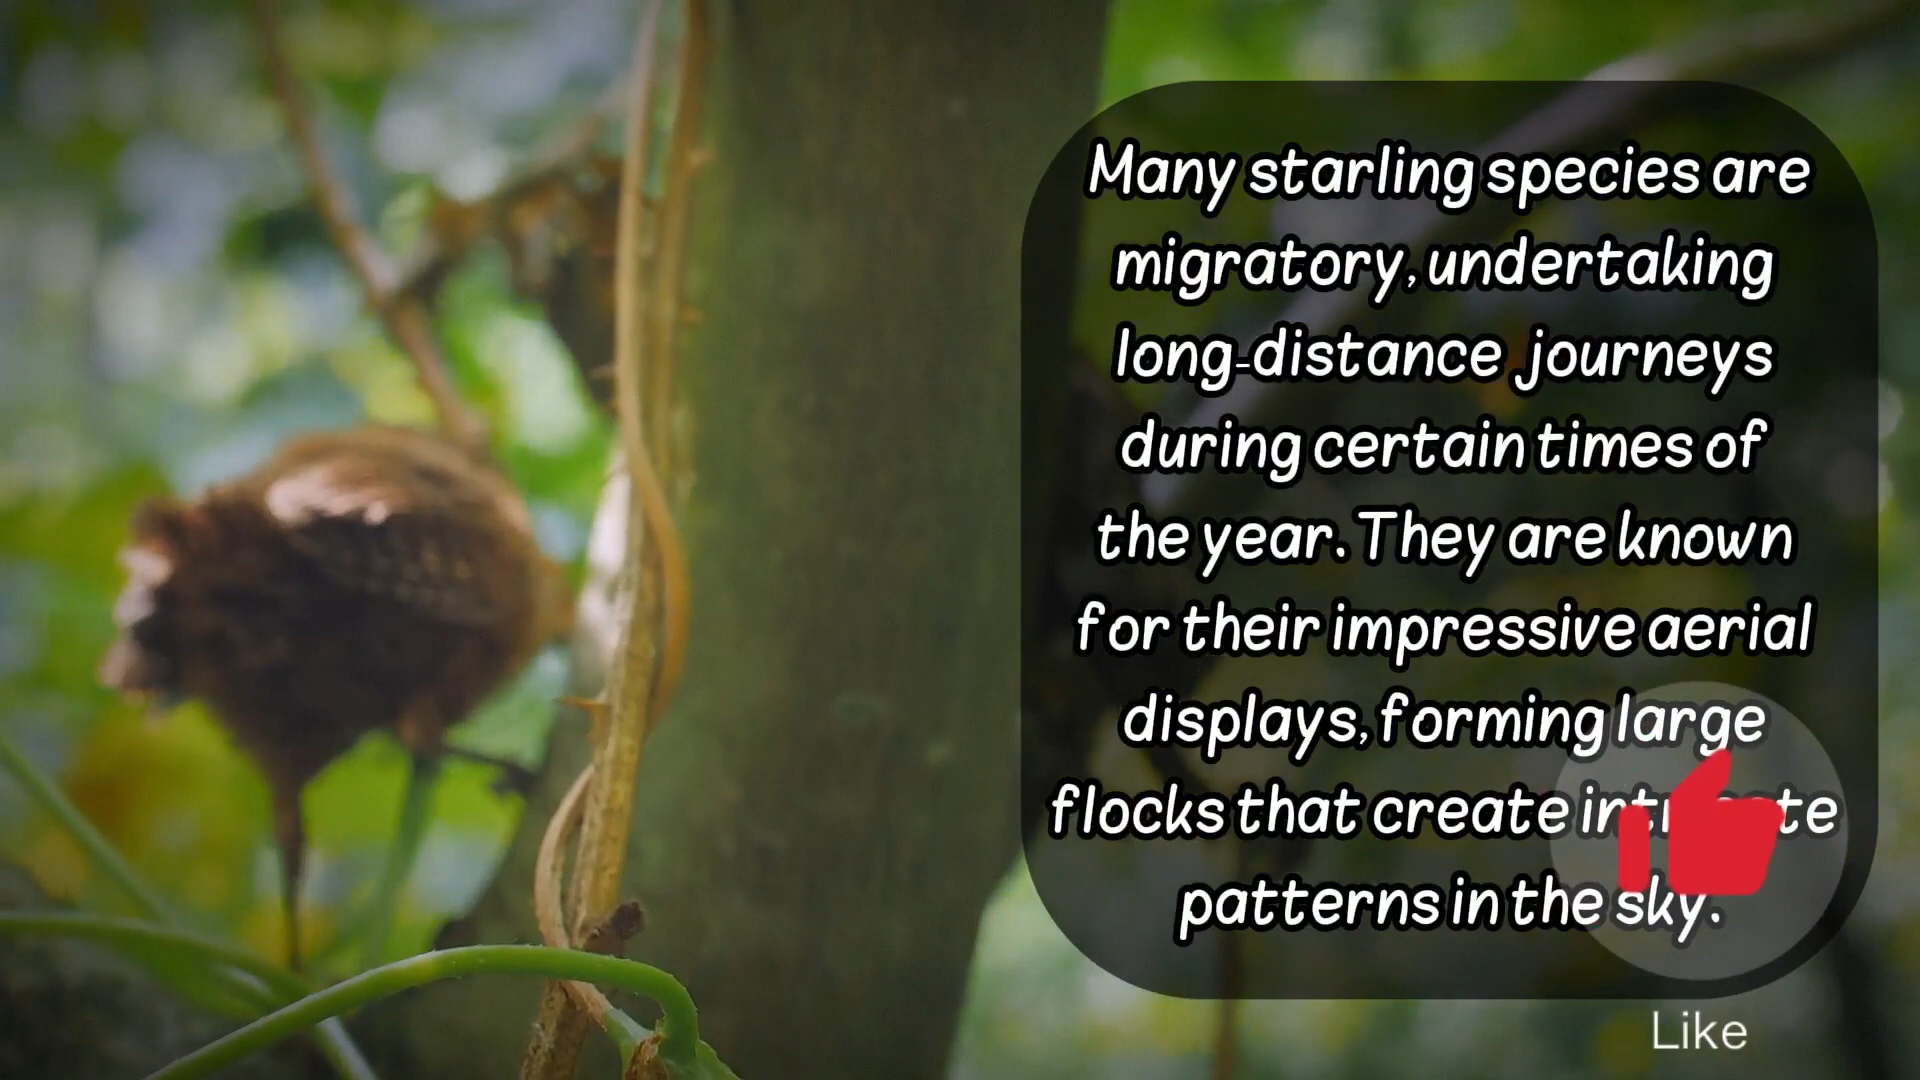 Many starling species are
migratory, undertaking
long-distance journeys
during certain times of
the year. They are known
for their impressive aerial
displays, forming large
flocks that create
patterns in the sky.
Like